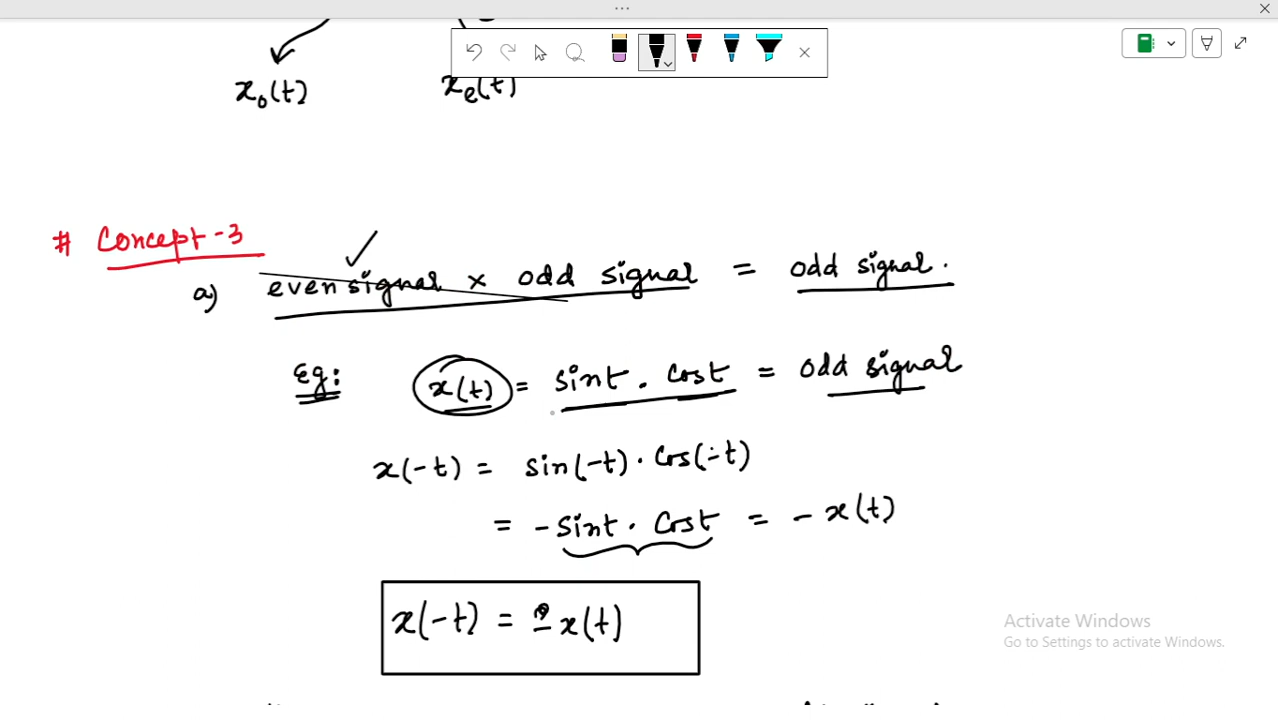 x₀(t) xe(t)
# Concept-3
a) even signal × odd signal = odd signal.
Eg: x(t) = sint . cost = odd signal
x(-t) = sin(-t) . cos(-t)
= - sint . cost = - x(t)
x(-t) = - x(t)
Activate Windows
Go to Settings to activate Windows.